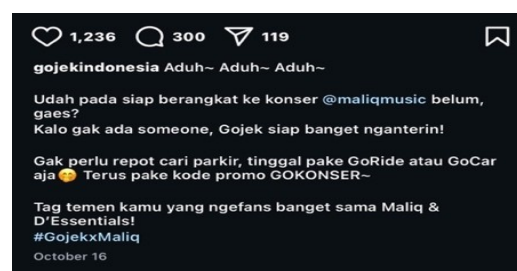 1,236 300 119
gojekindonesia Aduh~ Aduh~ Aduh~
Udah pada siap berangkat ke konser @maliqmusic belum,
gaes?
Kalo gak ada someone, Gojek siap banget nganterin!
Gak perlu repot cari parkir, tinggal pake GoRide atau GoCar
aja🤭 Terus pake kode promo GOKONSER~
Tag temen kamu yang ngefans banget sama Maliq &
D'Essentials!
#GojekxMaliq
October 16